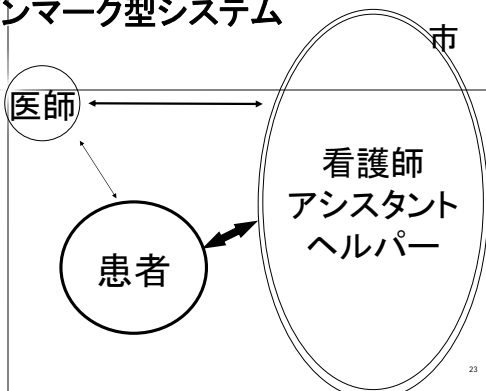 ンマーク型システム
市
医師
看護師
アシスタント
ヘルパー
患者
23